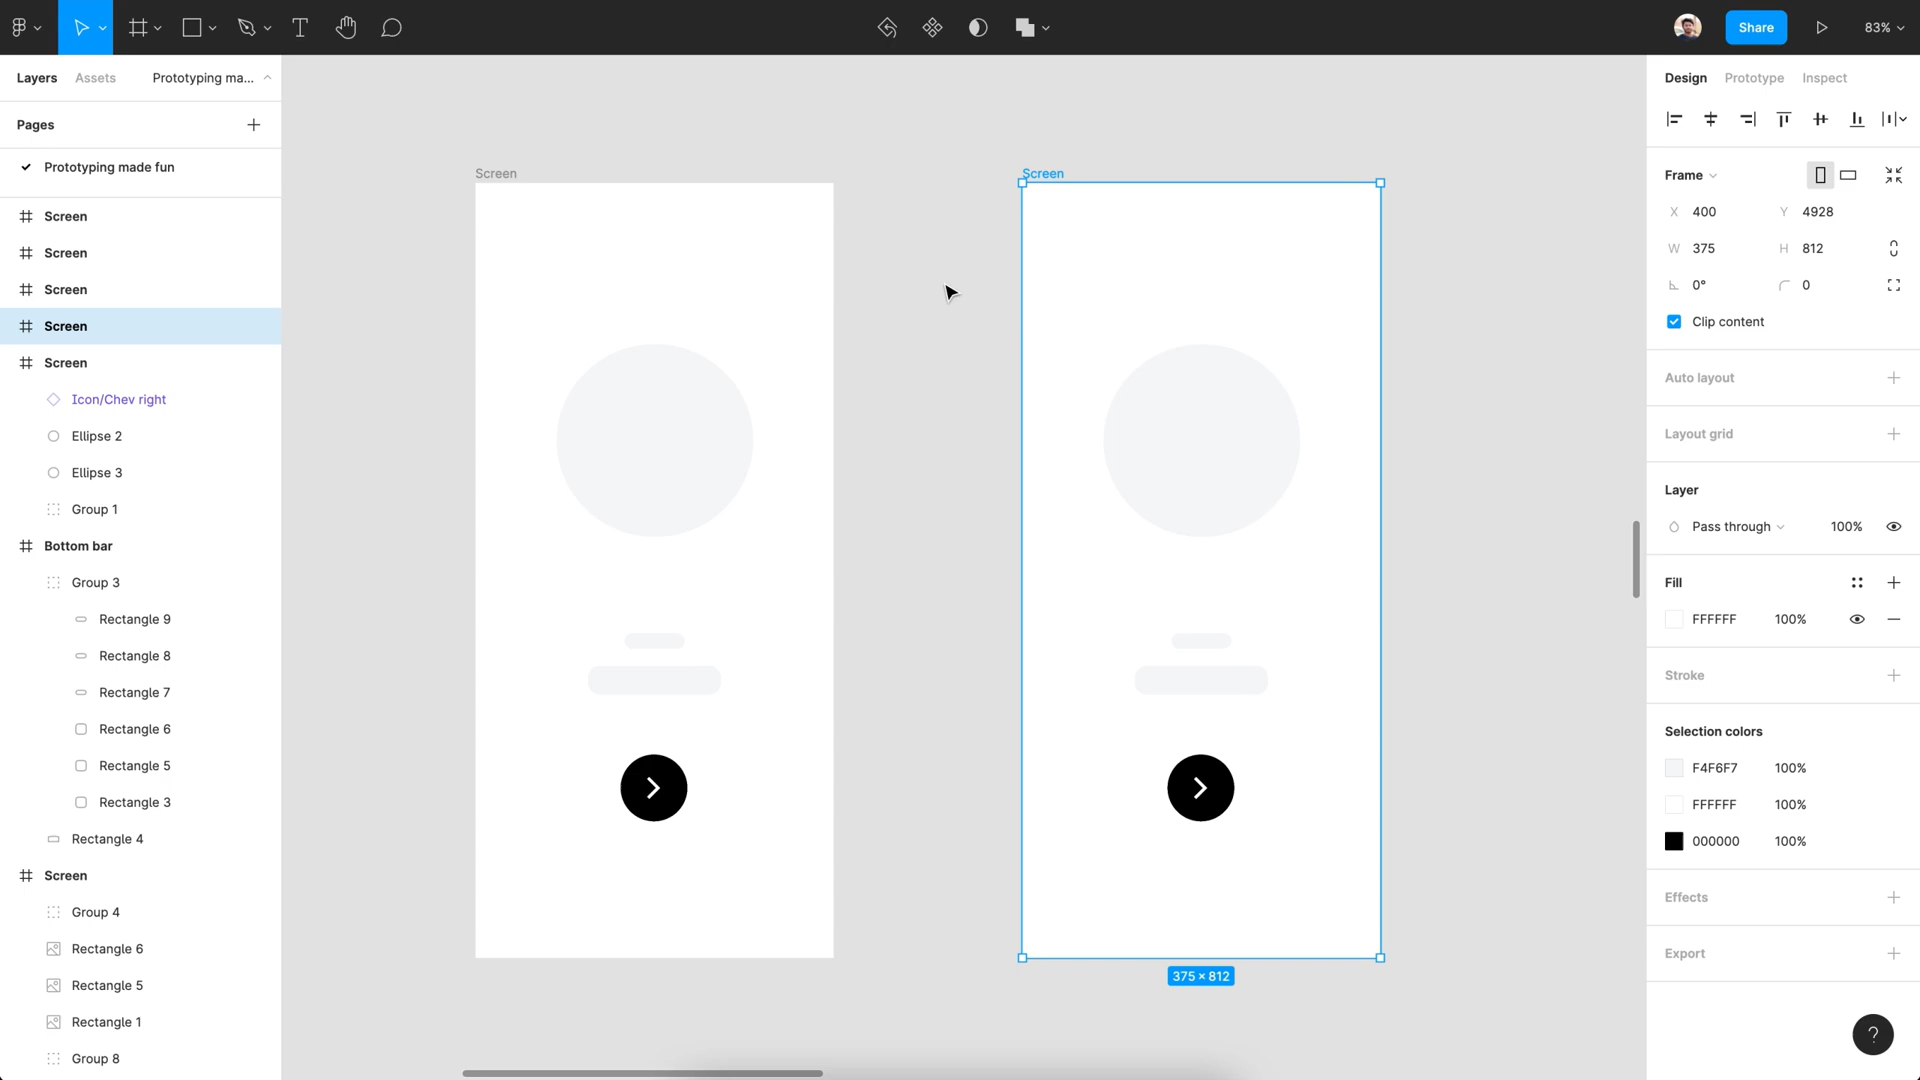 Share
83%
Layers
Assets
Prototyping ma...
Pages
Prototyping made fun
Screen
Screen
Screen
Screen
Screen
Icon/Chev right
Ellipse 2
Ellipse 3
Group 1
Bottom bar
Group 3
Rectangle 9
Rectangle 8
Rectangle 7
Rectangle 6
Rectangle 5
Rectangle 3
Rectangle 4
Screen
Group 4
Rectangle 6
Rectangle 5
Rectangle 1
Group 8
Screen
Screen
375 × 812
Design
Prototype
Inspect
Frame
X 400
Y 4928
W 375
H 812
0°
0
Clip content
Auto layout
Layout grid
Layer
Pass through
100%
Fill
FFFFFF 100%
Stroke
Selection colors
F4F6F7 100%
FFFFFF 100%
000000 100%
Effects
Export
?